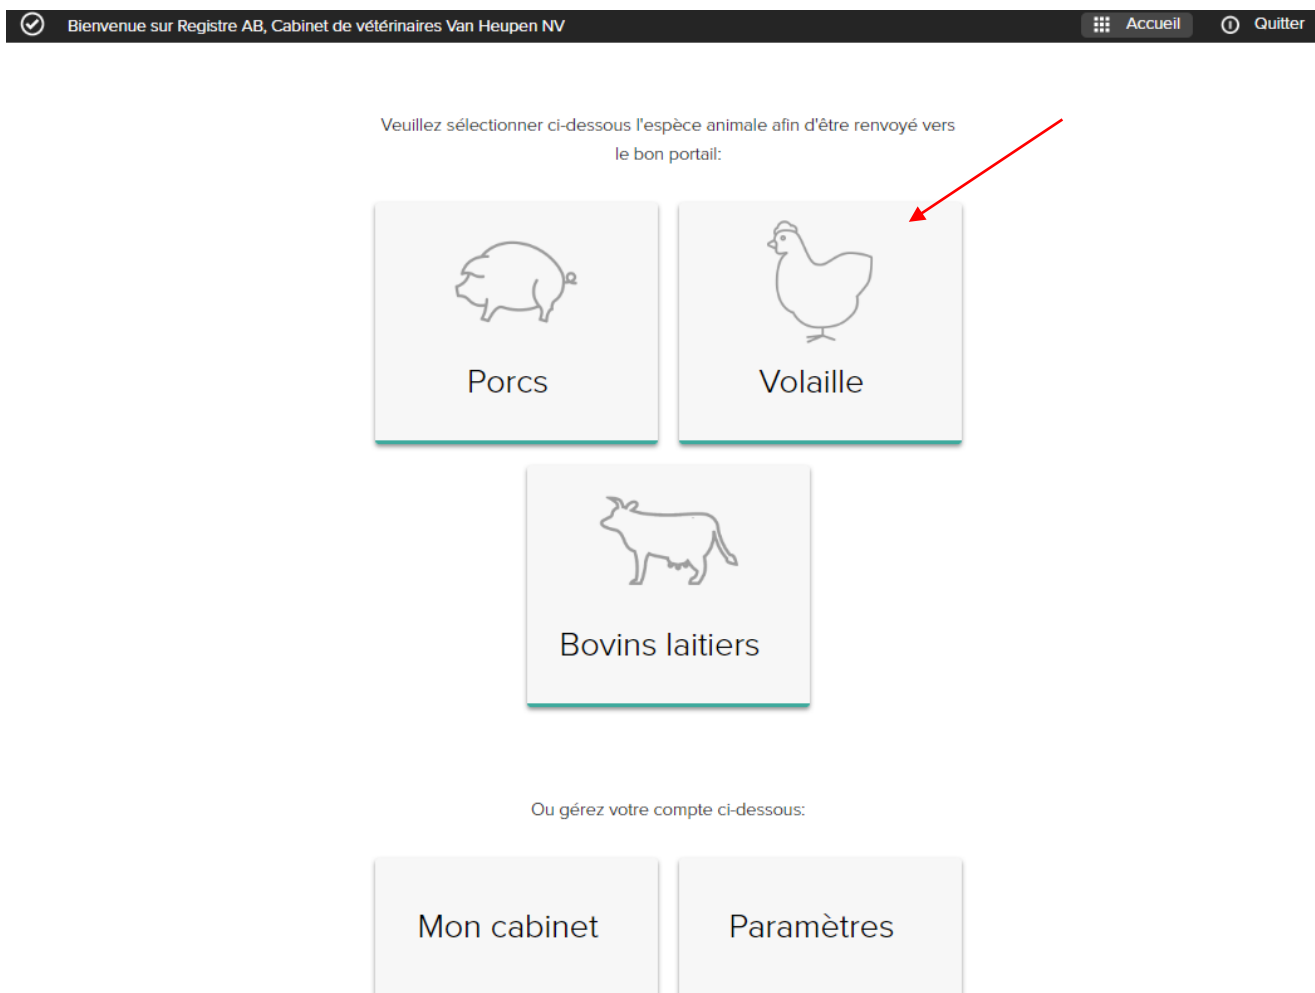 Bienvenue sur Registre AB, Cabinet de vétérinaires Van Heupen NV
Accueil
Quitter
Veuillez sélectionner ci-dessous l'espèce animale afin d'être renvoyé vers
le bon portail:
Porcs
Volaille
Bovins laitiers
Ou gérez votre compte ci-dessous:
Mon cabinet
Paramètres